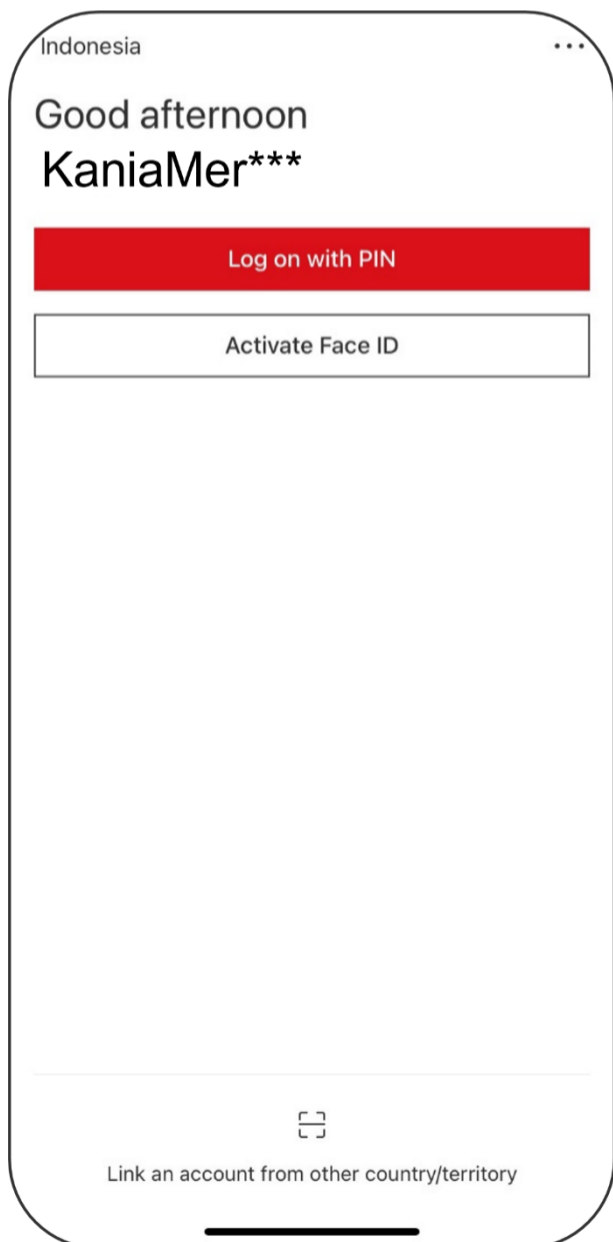 Indonesia
Good afternoon
KaniaMer***
Log on with PIN
Activate Face ID
Link an account from other country/territory